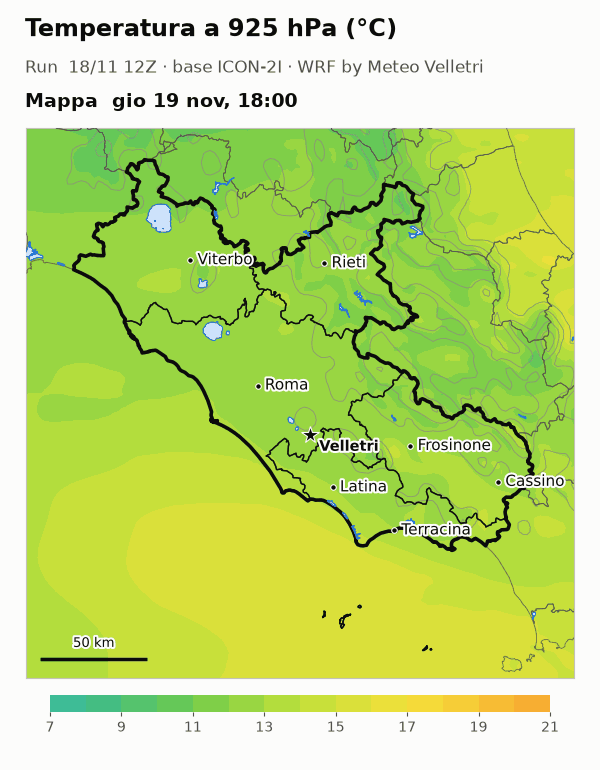 Temperatura a 925 hPa (°C)
Run  18/11 12Z · base ICON-2I · WRF by Meteo Velletri
Mappa  gio 19 nov, 18:00
Viterbo
Rieti
Roma
Velletri
Frosinone
Cassino
Latina
Terracina
50 km
7 9 11 13 15 17 19 21